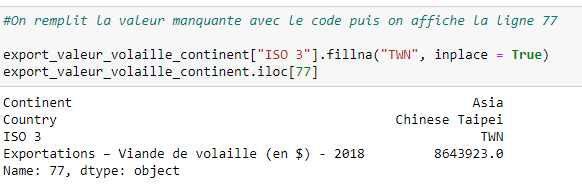 #On remplit la valeur manquante avec le code puis on affiche la ligne 77
export_valeur_volaille_continent["ISO 3"].fillna("TWN", inplace = True)
export_valeur_volaille_continent.iloc[77]
Continent Asia
Country Chinese Taipei
ISO 3 TWN
Exportations – Viande de volaille (en $) - 2018 8643923.0
Name: 77, dtype: object